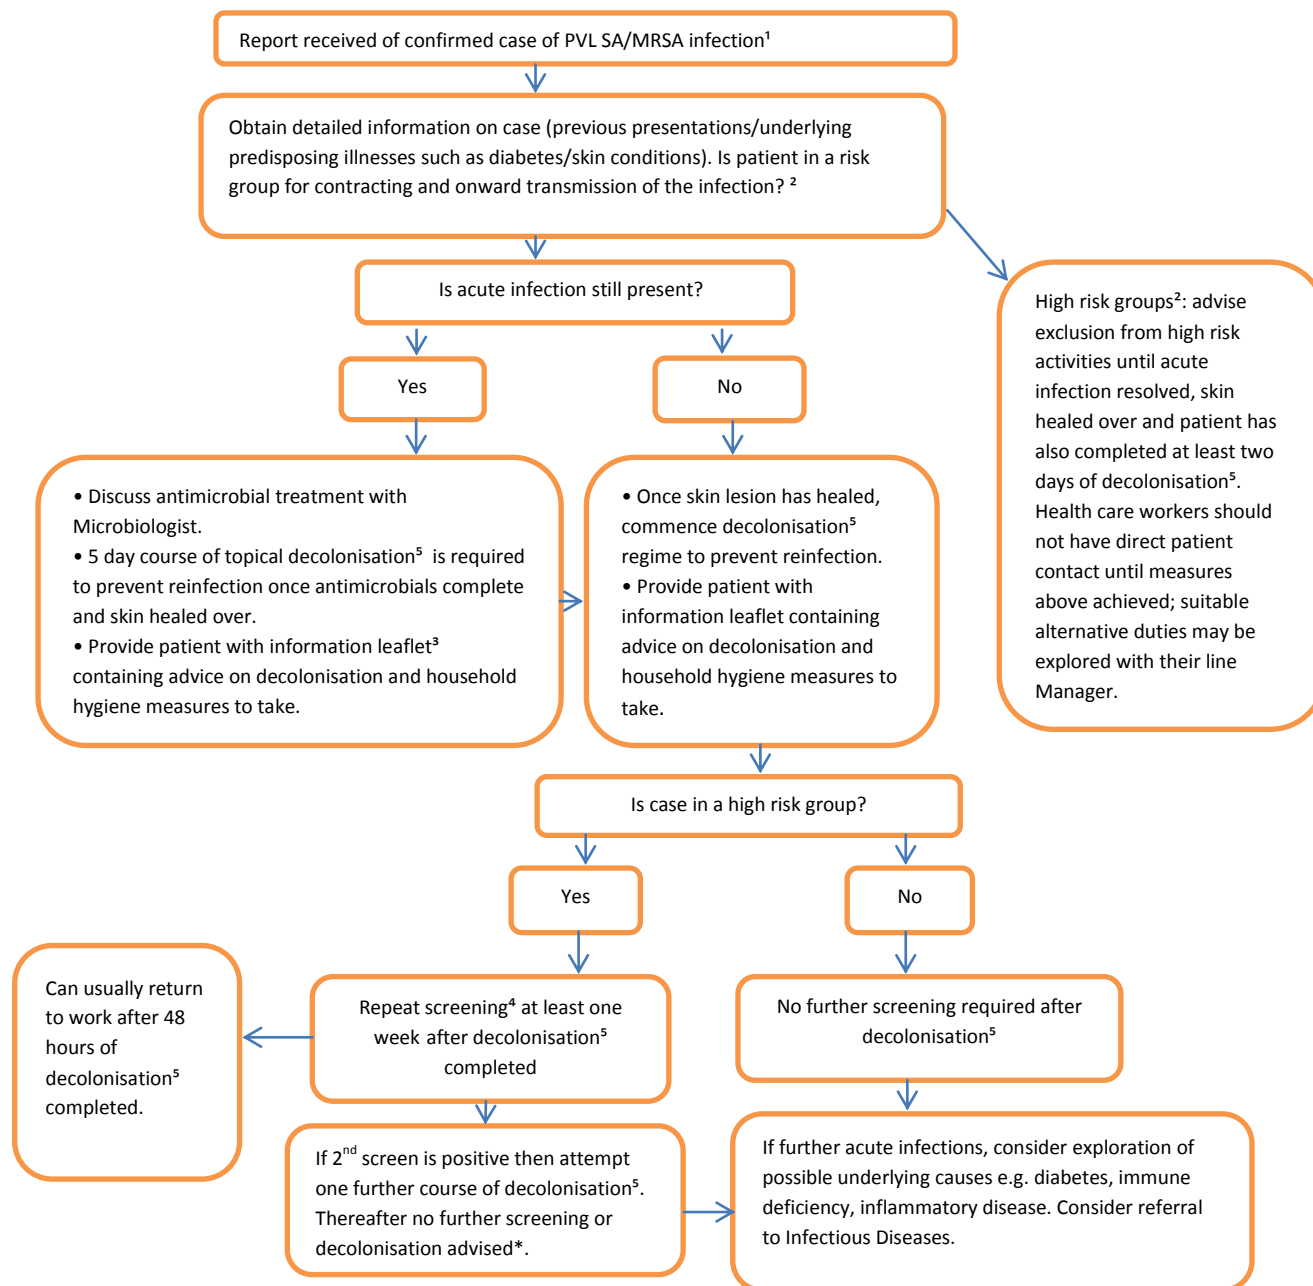 Report received of confirmed case of PVL SA/MRSA infection¹
Obtain detailed information on case (previous presentations/underlying
predisposing illnesses such as diabetes/skin conditions). Is patient in a risk
group for contracting and onward transmission of the infection? ²
Is acute infection still present?
Yes
No
High risk groups²: advise
exclusion from high risk
activities until acute
infection resolved, skin
healed over and patient has
also completed at least two
days of decolonisation⁵.
Health care workers should
not have direct patient
contact until measures
above achieved; suitable
alternative duties may be
explored with their line
Manager.
• Discuss antimicrobial treatment with
Microbiologist.
• 5 day course of topical decolonisation⁵ is required
to prevent reinfection once antimicrobials complete
and skin healed over.
• Provide patient with information leaflet³
containing advice on decolonisation and household
hygiene measures to take.
• Once skin lesion has healed,
commence decolonisation⁵
regime to prevent reinfection.
• Provide patient with
information leaflet containing
advice on decolonisation and
household hygiene measures to
take.
Is case in a high risk group?
Yes
No
Can usually return
to work after 48
hours of
decolonisation⁵
completed.
Repeat screening⁴ at least one
week after decolonisation⁵
completed
No further screening required after
decolonisation⁵
If 2nd screen is positive then attempt
one further course of decolonisation⁵.
Thereafter no further screening or
decolonisation advised*.
If further acute infections, consider exploration of
possible underlying causes e.g. diabetes, immune
deficiency, inflammatory disease. Consider referral
to Infectious Diseases.